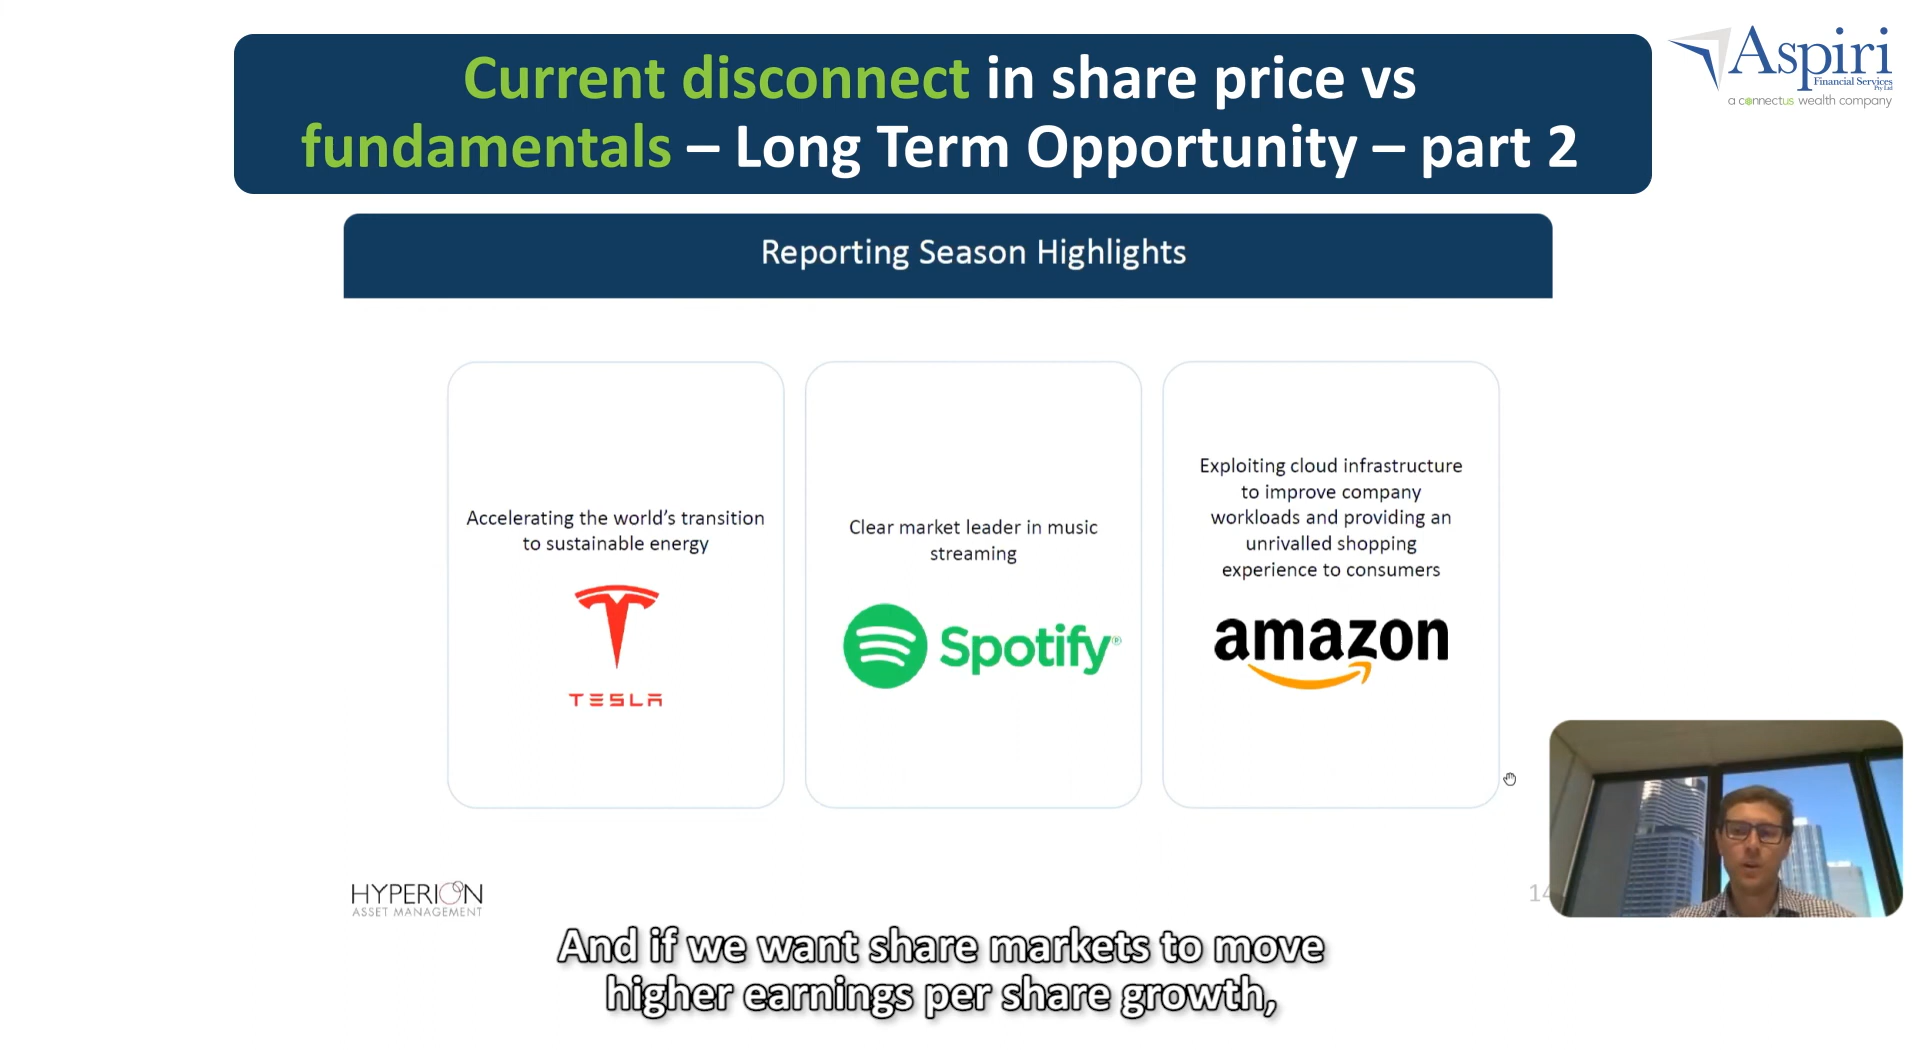 Current disconnect in share price vs
fundamentals – Long Term Opportunity – part 2
Aspiri
Financial Services
Pty Ltd
a connectus wealth company
Reporting Season Highlights
Accelerating the world's transition
to sustainable energy
TESLA
Clear market leader in music
streaming
Spotify®
Exploiting cloud infrastructure
to improve company
workloads and providing an
unrivalled shopping
experience to consumers
amazon
HYPERION
ASSET MANAGEMENT
And if we want share markets to move
higher earnings per share growth,